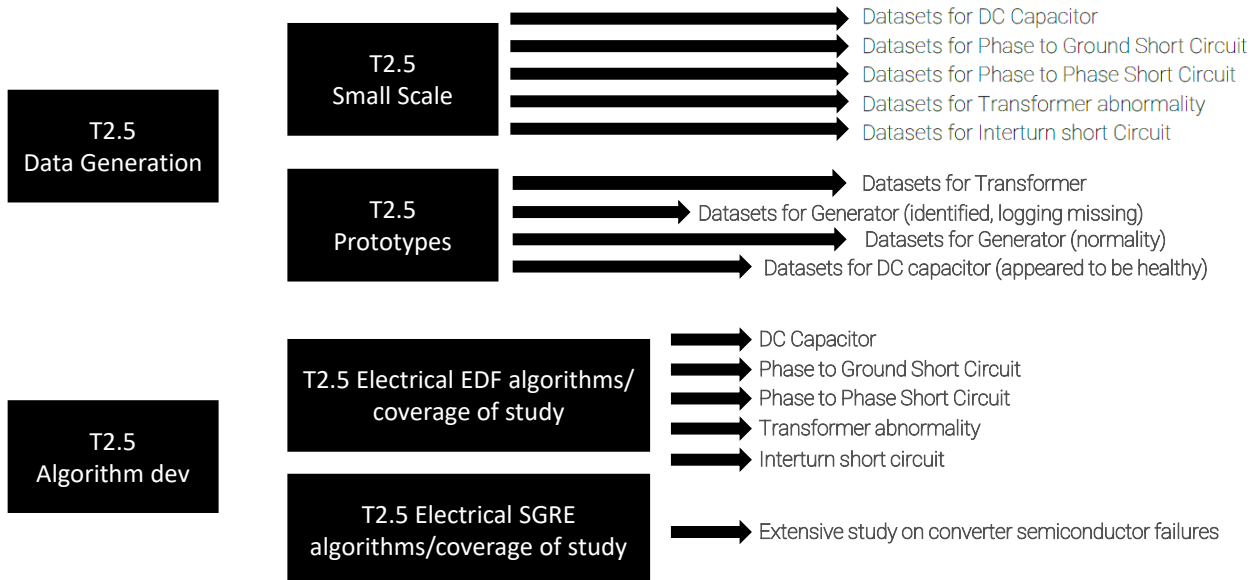 T2.5
Data Generation
T2.5
Small Scale
Datasets for DC Capacitor
Datasets for Phase to Ground Short Circuit
Datasets for Phase to Phase Short Circuit
Datasets for Transformer abnormality
Datasets for Interturn short Circuit
T2.5
Prototypes
Datasets for Transformer
Datasets for Generator (identified, logging missing)
Datasets for Generator (normality)
Datasets for DC capacitor (appeared to be healthy)
T2.5
Algorithm dev
T2.5 Electrical EDF algorithms/
coverage of study
DC Capacitor
Phase to Ground Short Circuit
Phase to Phase Short Circuit
Transformer abnormality
Interturn short circuit
T2.5 Electrical SGRE
algorithms/coverage of study
Extensive study on converter semiconductor failures